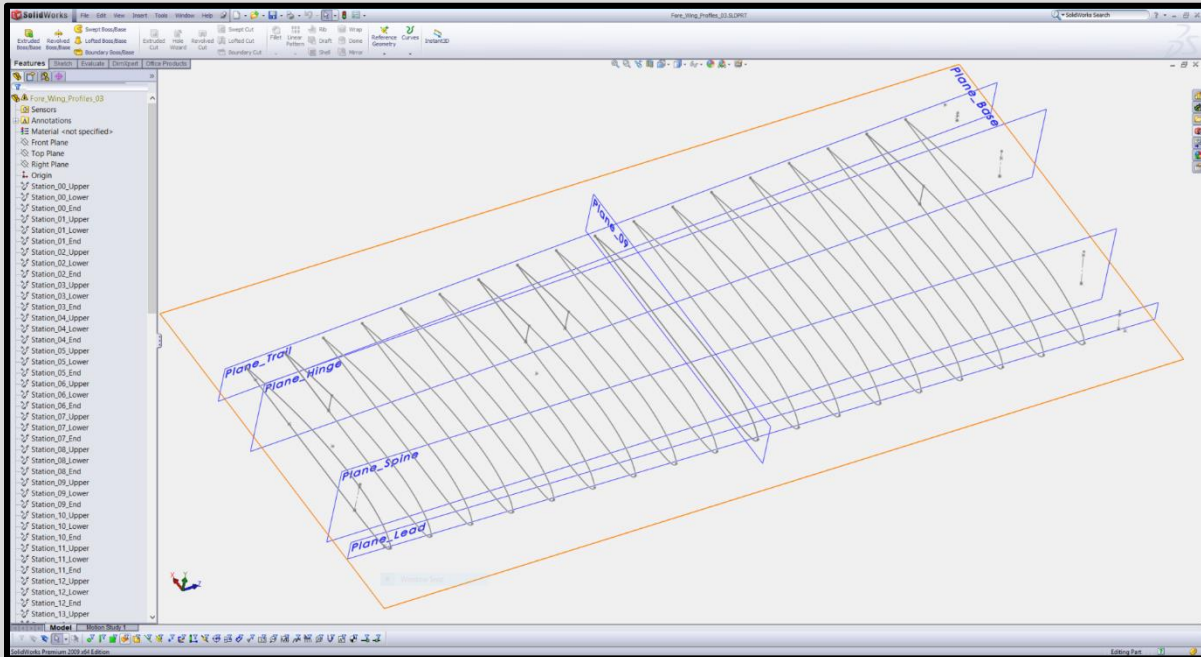 SolidWorks File Edit View Insert Tools Window Help Fore_Wing_Profiles_03.SLDPRT SolidWorks Search
Extruded Boss/Base Revolved Boss/Base Swept Boss/Base Lofted Boss/Base Boundary Boss/Base Extruded Cut Hole Wizard Revolved Cut Swept Cut Lofted Cut Boundary Cut Fillet Linear Pattern Rib Draft Shell Wrap Dome Mirror Reference Geometry Curves Instant3D
Features Sketch Evaluate DimXpert Office Products
Fore_Wing_Profiles_03
Sensors
Annotations
Material <not specified>
Front Plane
Top Plane
Right Plane
Origin
Station_00_Upper
Station_00_Lower
Station_00_End
Station_01_Upper
Station_01_Lower
Station_01_End
Station_02_Upper
Station_02_Lower
Station_02_End
Station_03_Upper
Station_03_Lower
Station_03_End
Station_04_Upper
Station_04_Lower
Station_04_End
Station_05_Upper
Station_05_Lower
Station_05_End
Station_06_Upper
Station_06_Lower
Station_06_End
Station_07_Upper
Station_07_Lower
Station_07_End
Station_08_Upper
Station_08_Lower
Station_08_End
Station_09_Upper
Station_09_Lower
Station_09_End
Station_10_Upper
Station_10_Lower
Station_10_End
Station_11_Upper
Station_11_Lower
Station_11_End
Station_12_Upper
Station_12_Lower
Station_12_End
Station_13_Upper
Plane_Base
Plane_09
Plane_Trail
Plane_Hinge
Plane_Spine
Plane_Lead
Model Motion Study 1
SolidWorks Premium 2009 x64 Edition Editing Part